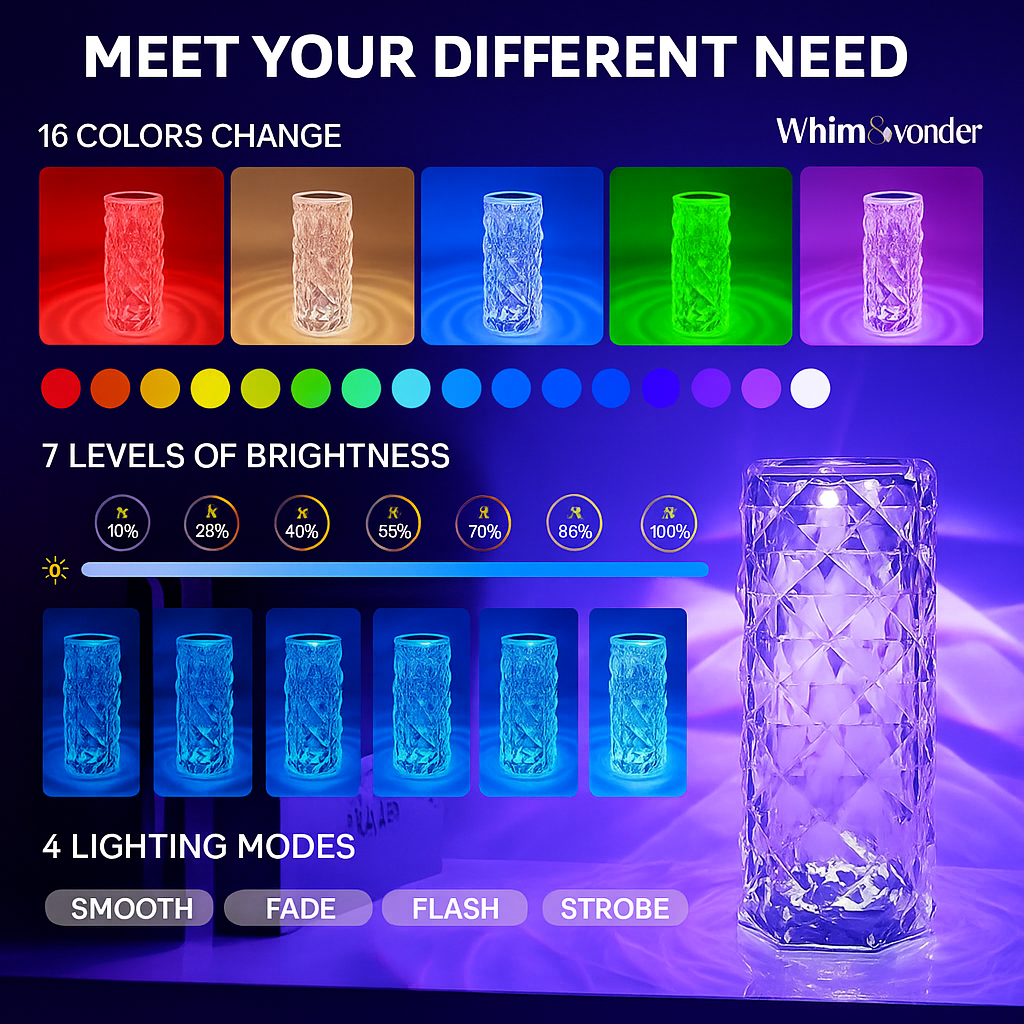 MEET YOUR DIFFERENT NEED
16 COLORS CHANGE
Whim&vonder
7 LEVELS OF BRIGHTNESS
10% 28% 40% 55% 70% 86% 100%
4 LIGHTING MODES
SMOOTH FADE FLASH STROBE